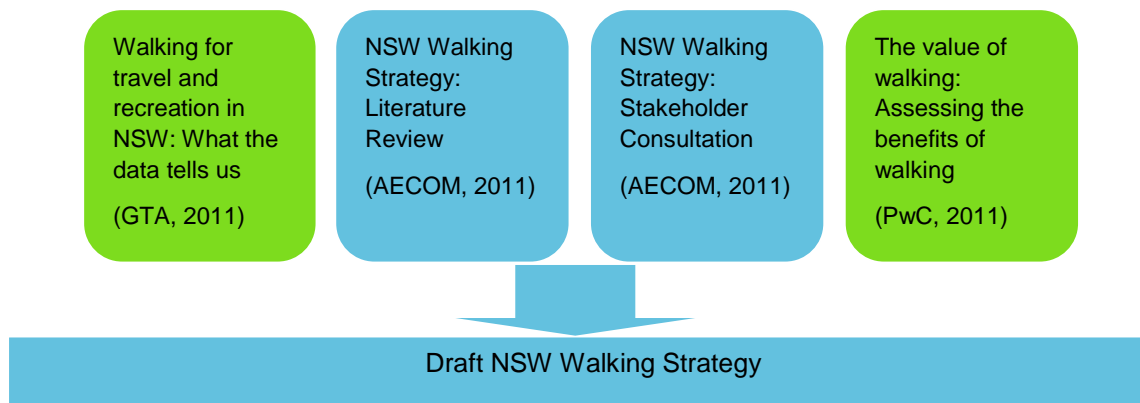 Walking for
travel and
recreation in
NSW: What the
data tells us
(GTA, 2011)
NSW Walking
Strategy:
Literature
Review
(AECOM, 2011)
NSW Walking
Strategy:
Stakeholder
Consultation
(AECOM, 2011)
The value of
walking:
Assessing the
benefits of
walking
(PwC, 2011)
Draft NSW Walking Strategy